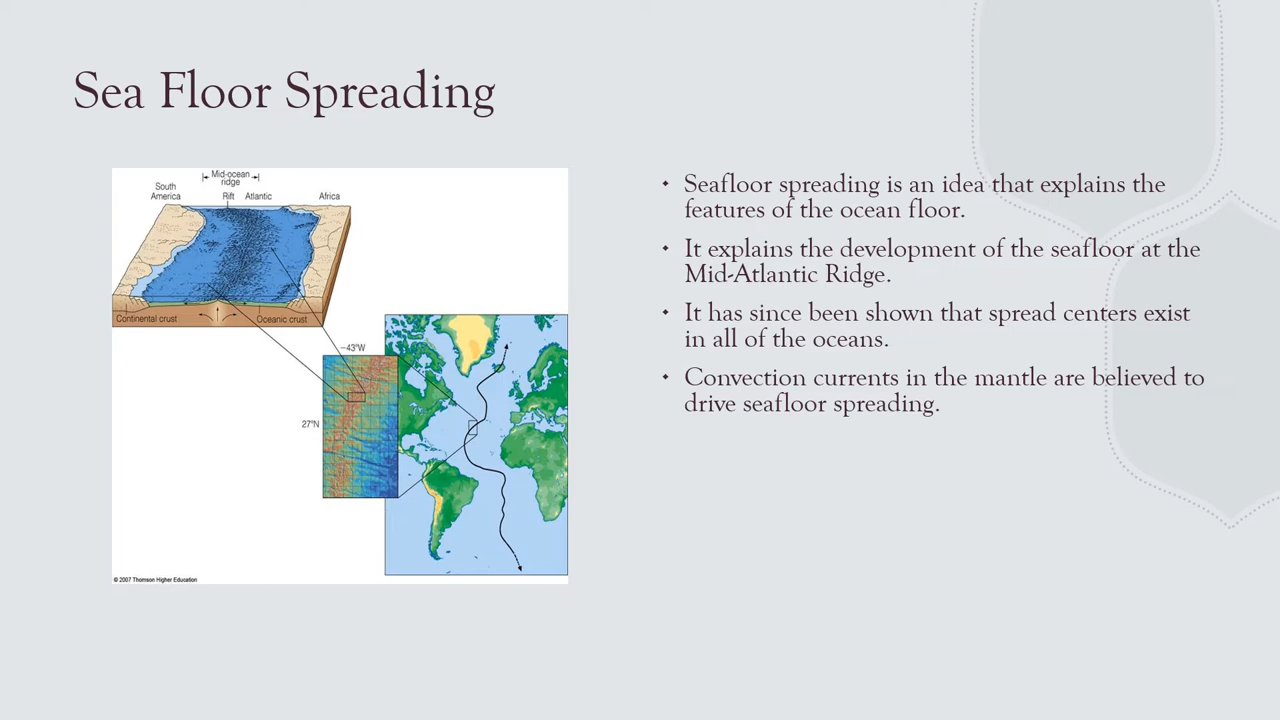 Sea Floor Spreading
Mid-ocean
ridge
South
America
Rift
Atlantic
Africa
Continental crust
Oceanic crust
~43°W
27°N
© 2007 Thomson Higher Education
• Seafloor spreading is an idea that explains the
features of the ocean floor.
• It explains the development of the seafloor at the
Mid-Atlantic Ridge.
• It has since been shown that spread centers exist
in all of the oceans.
• Convection currents in the mantle are believed to
drive seafloor spreading.